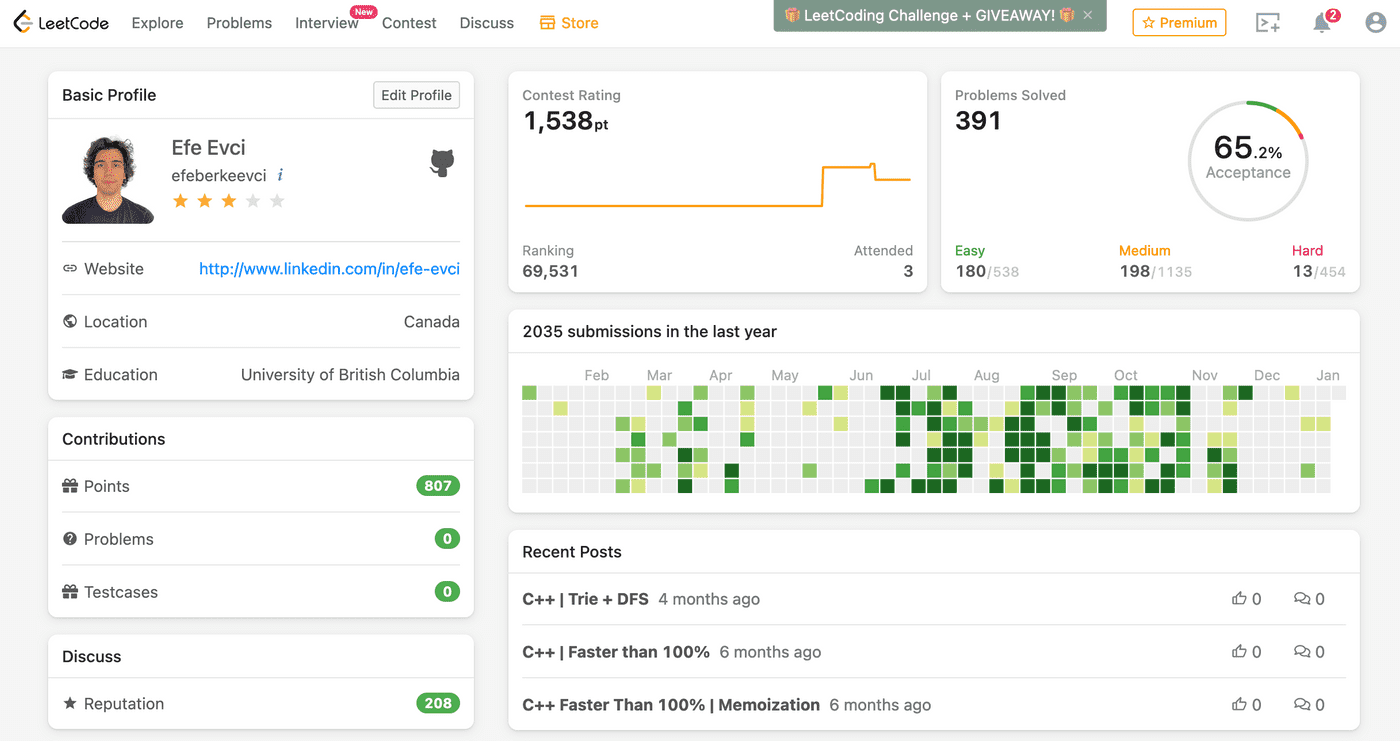 LeetCode Explore Problems Interview New Contest Discuss Store LeetCoding Challenge + GIVEAWAY! × Premium 2
Basic Profile Edit Profile
Efe Evci
efeberkeevci i
Website http://www.linkedin.com/in/efe-evci
Location Canada
Education University of British Columbia
Contributions
Points 807
Problems 0
Testcases 0
Discuss
Reputation 208
Contest Rating
1,538pt
Ranking Attended
69,531 3
Problems Solved
391
65.2%
Acceptance
Easy Medium Hard
180/538 198/1135 13/454
2035 submissions in the last year
Feb Mar Apr May Jun Jul Aug Sep Oct Nov Dec Jan
Recent Posts
C++ | Trie + DFS 4 months ago 0 0
C++ | Faster than 100% 6 months ago 0 0
C++ Faster Than 100% | Memoization 6 months ago 0 0